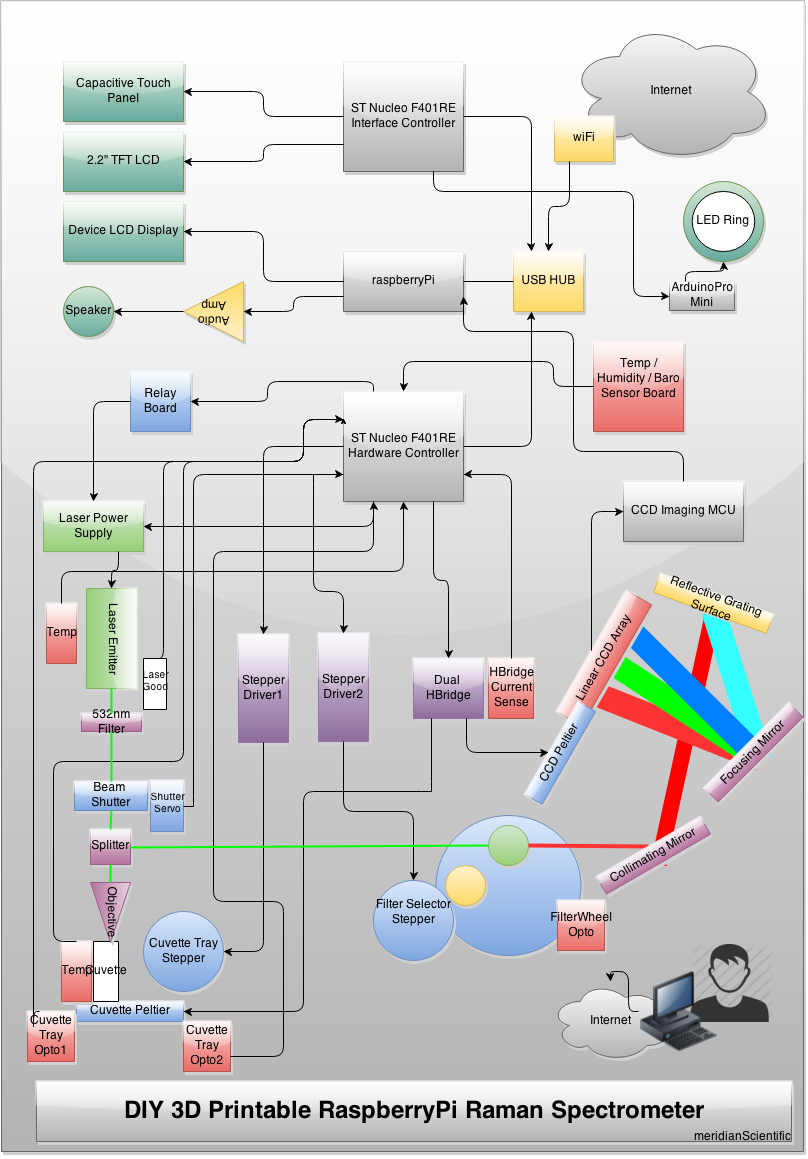 Capacitive Touch
Panel
ST Nucleo F401RE
Interface Controller
Internet
wiFi
2.2" TFT LCD
LED Ring
Device LCD Display
raspberryPi
USB HUB
ArduinoPro
Mini
Speaker
Audio
Amp
Temp /
Humidity / Baro
Sensor Board
Relay
Board
ST Nucleo F401RE
Hardware Controller
Laser Power
Supply
CCD Imaging MCU
Reflective Grating
Surface
Temp
Laser Emitter
Laser
Good
Stepper
Driver1
Stepper
Driver2
Dual
HBridge
HBridge
Current
Sense
Linear CCD Array
CCD Peltier
Focusing Mirror
532nm
Filter
Beam
Shutter
Shutter
Servo
Splitter
Collimating Mirror
Objective
Filter Selector
Stepper
FilterWheel
Opto
Cuvette Tray
Stepper
Temp
Cuvette
Cuvette Peltier
Cuvette
Tray
Opto1
Cuvette
Tray
Opto2
Internet
DIY 3D Printable RaspberryPi Raman Spectrometer
meridianScientific